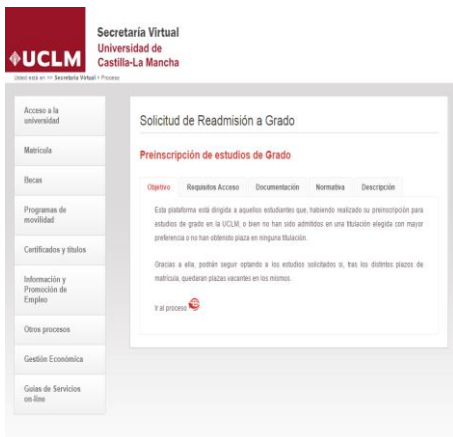 UCLM
Secretaría Virtual
Universidad de
Castilla-La Mancha
Usted está en >> Secretaría Virtual > Proceso
Acceso a la
universidad
Matrícula
Becas
Programas de
movilidad
Certificados y títulos
Información y
Promoción de
Empleo
Otros procesos
Gestión Económica
Guías de Servicios
on-line
Solicitud de Readmisión a Grado
Preinscripción de estudios de Grado
Objetivo Requisitos Acceso Documentación Normativa Descripción
Esta plataforma está dirigida a aquellos estudiantes que, habiendo realizado su preinscripción para
estudios de grado en la UCLM, o bien no han sido admitidos en una titulación elegida con mayor
preferencia o no han obtenido plaza en ninguna titulación.
Gracias a ella, podrán seguir optando a los estudios solicitados si, tras los distintos plazos de
matrícula, quedaran plazas vacantes en los mismos.
Ir al proceso